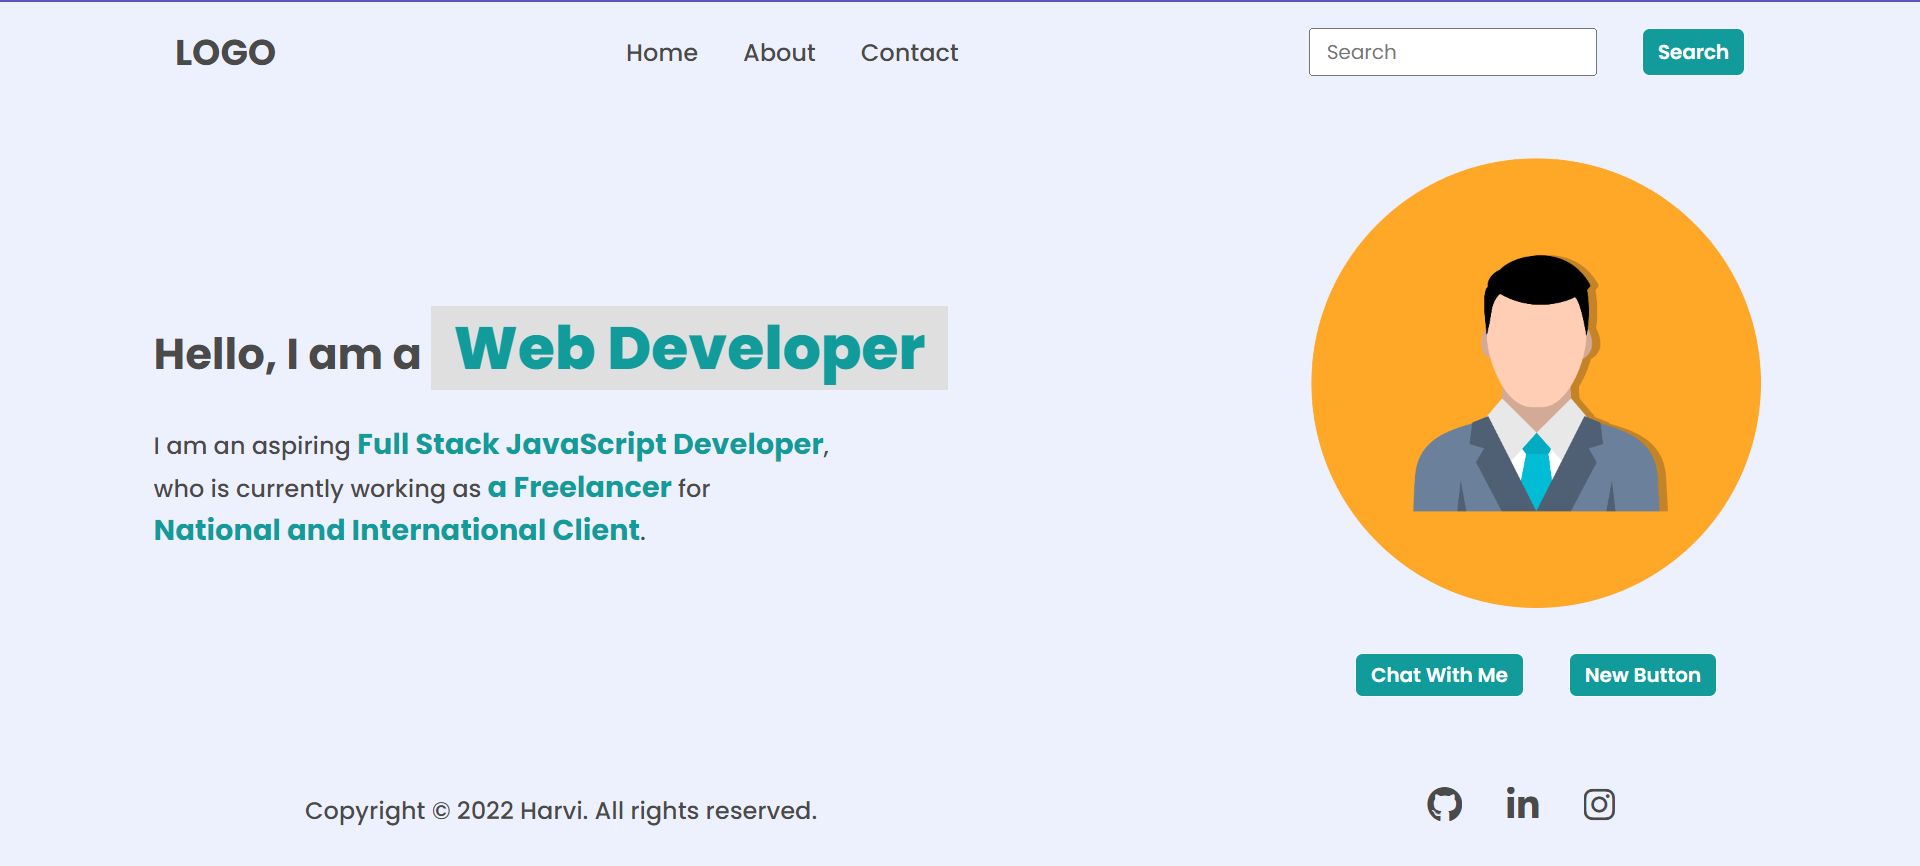 LOGO
Home About Contact
Search
Search
Hello, I am a Web Developer
I am an aspiring Full Stack JavaScript Developer,
who is currently working as a Freelancer for
National and International Client.
Chat With Me
New Button
Copyright © 2022 Harvi. All rights reserved.
in